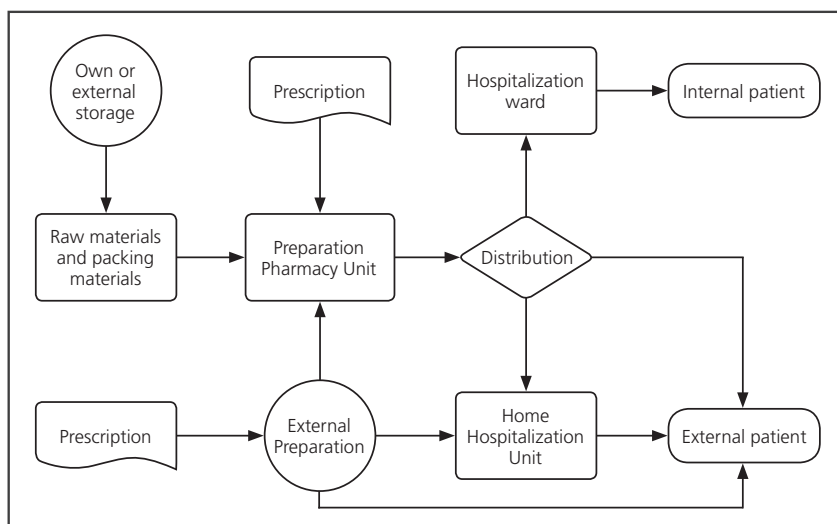 Own or
external
storage
Prescription
Hospitalization
ward
Internal patient
Raw materials
and packing
materials
Preparation
Pharmacy Unit
Distribution
Prescription
External
Preparation
Home
Hospitalization
Unit
External patient